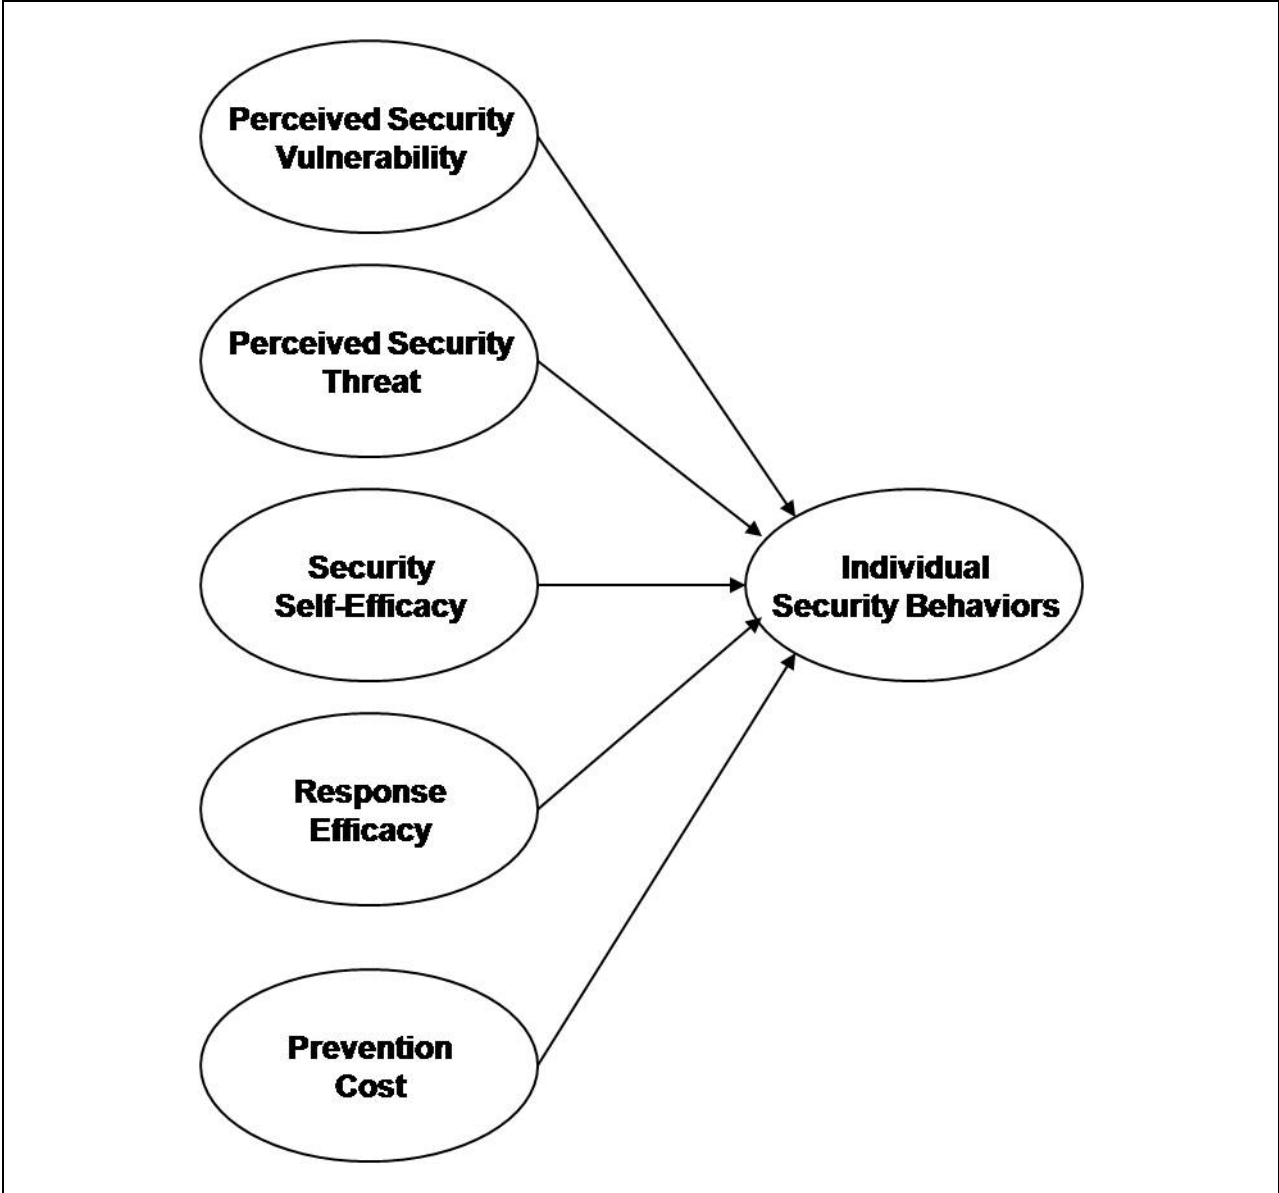 Perceived Security
Vulnerability
Perceived Security
Threat
Security
Self-Efficacy
Individual
Security Behaviors
Response
Efficacy
Prevention
Cost